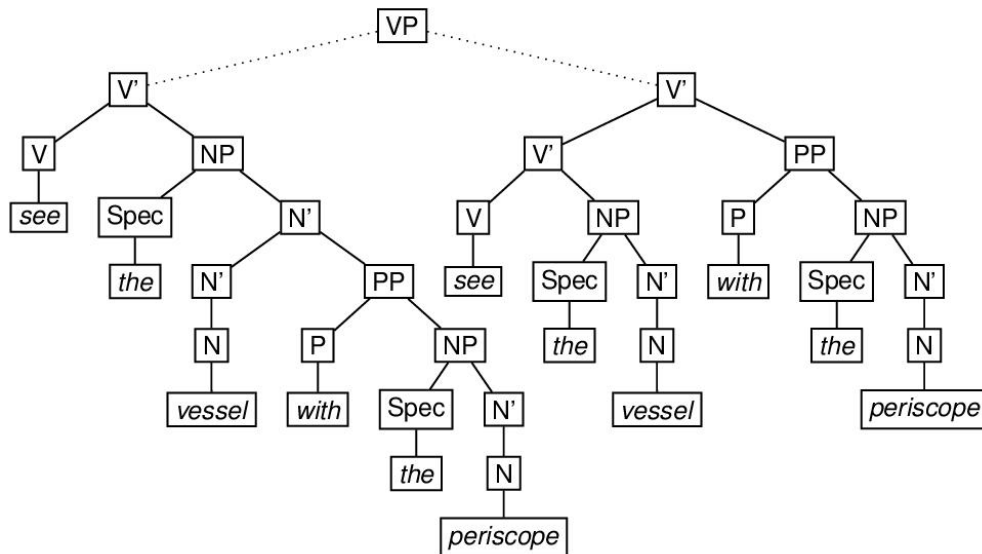 VP
V' V'
V NP V' PP
see Spec N' V NP P NP
the N' PP see Spec N' with Spec N'
N P NP the N the N
vessel with Spec N' vessel periscope
the N
periscope